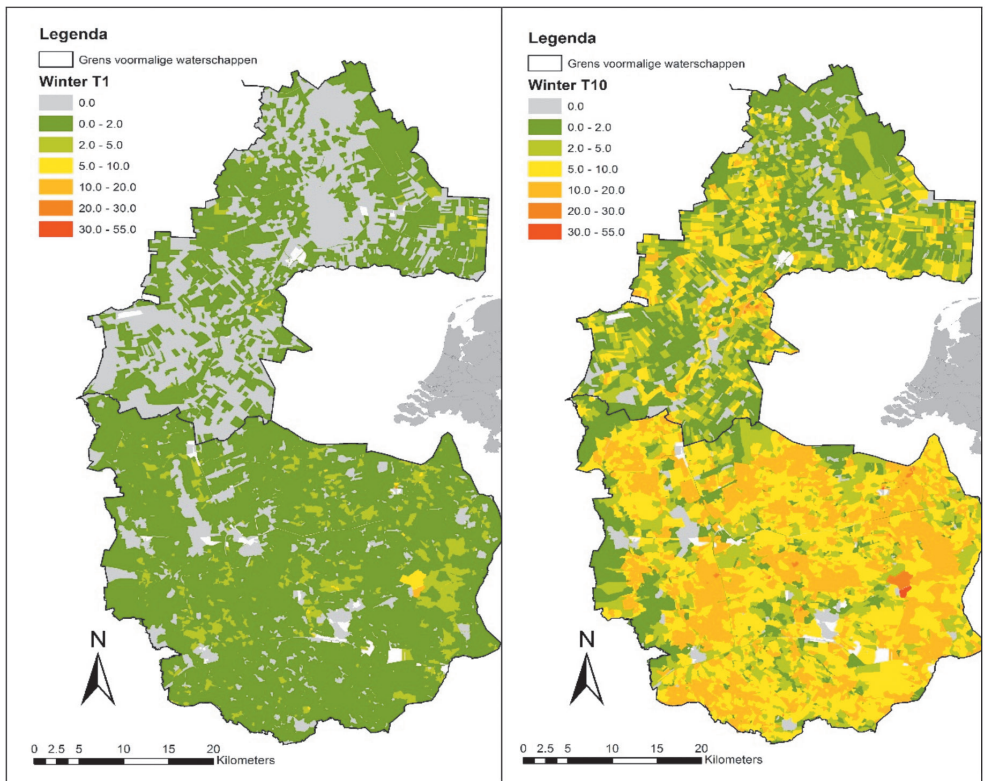 Legenda
Grens voormalige waterschappen
Winter T1
0.0
0.0 - 2.0
2.0 - 5.0
5.0 - 10.0
10.0 - 20.0
20.0 - 30.0
30.0 - 55.0
N
0 2.5 5 10 15 20
Kilometers
Legenda
Grens voormalige waterschappen
Winter T10
0.0
0.0 - 2.0
2.0 - 5.0
5.0 - 10.0
10.0 - 20.0
20.0 - 30.0
30.0 - 55.0
N
0 2.5 5 10 15 20
Kilometers